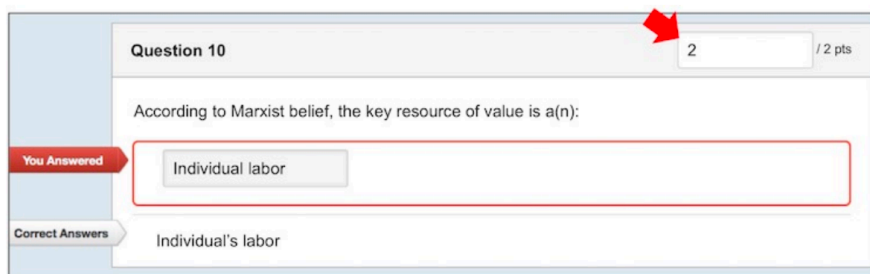 Question 10
2 / 2 pts
According to Marxist belief, the key resource of value is a(n):
You Answered
Individual labor
Correct Answers
Individual's labor